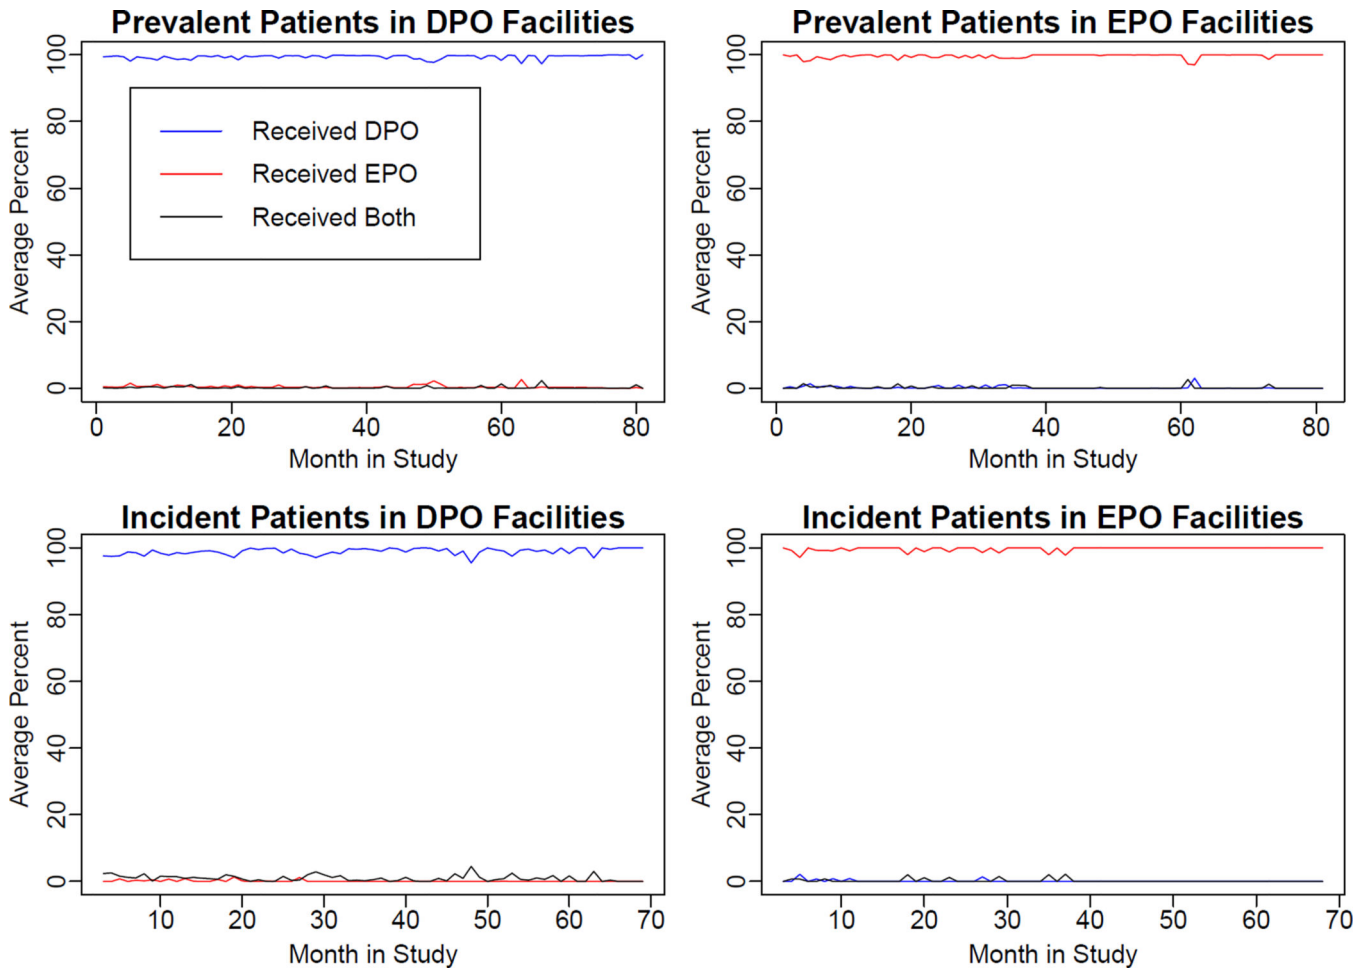 Prevalent Patients in DPO Facilities
Average Percent
100
80
60
40
20
0
Received DPO
Received EPO
Received Both
0 20 40 60 80
Month in Study
Prevalent Patients in EPO Facilities
Average Percent
100
80
60
40
20
0
0 20 40 60 80
Month in Study
Incident Patients in DPO Facilities
Average Percent
100
80
60
40
20
0
10 20 30 40 50 60 70
Month in Study
Incident Patients in EPO Facilities
Average Percent
100
80
60
40
20
0
10 20 30 40 50 60 70
Month in Study